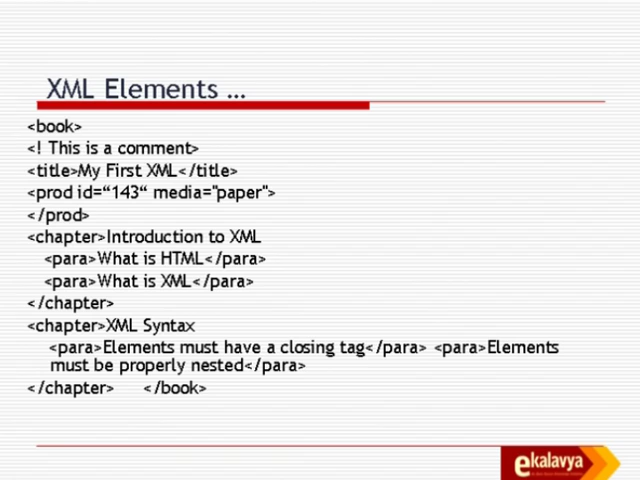 XML Elements …
<book>
<! This is a comment>
<title>My First XML</title>
<prod id=“143“ media="paper">
</prod>
<chapter>Introduction to XML
<para>What is HTML</para>
<para>What is XML</para>
</chapter>
<chapter>XML Syntax
<para>Elements must have a closing tag</para> <para>Elements
must be properly nested</para>
</chapter> </book>
ekalavya